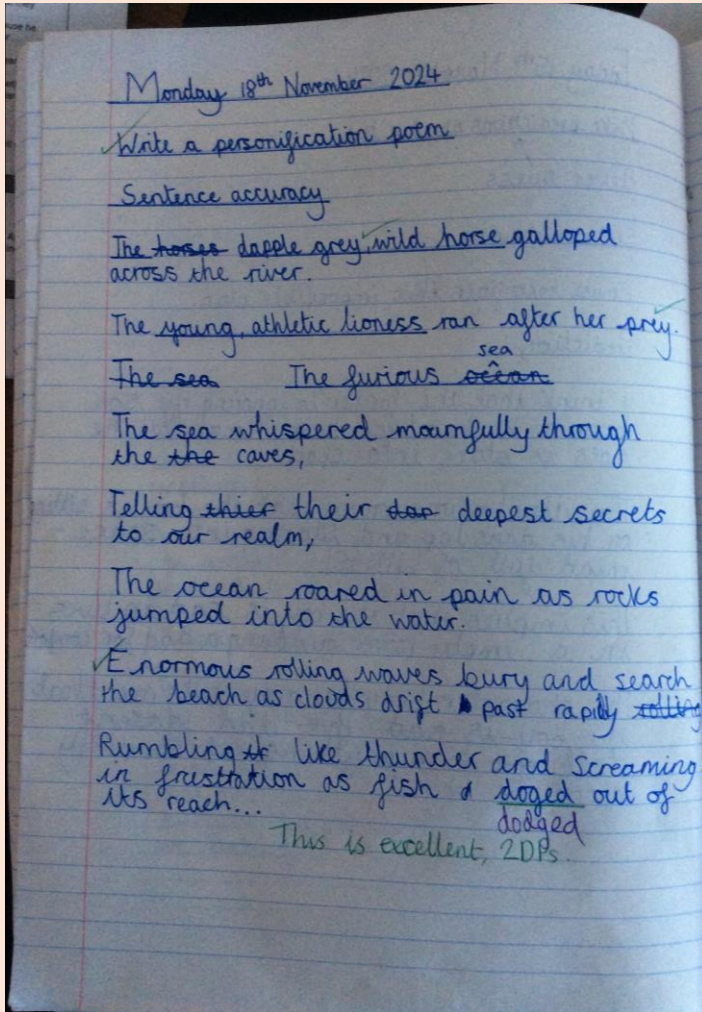 Monday 18th November 2024
Write a personification poem
Sentence accuracy
The horses dapple grey, wild horse galloped
across the river.
The young, athletic lioness ran after her prey.
sea
The sea The furious ocean
The sea whispered mournfully through
the the caves,
Telling thier their dar deepest secrets
to our realm,
The ocean roared in pain as rocks
jumped into the water.
Enormous rolling waves bury and search
the beach as clouds drift past rapidly rolling
Rumbling th like thunder and screaming
in frustration as fish doged out of
its reach...
dodged
This is excellent, 2DPs.